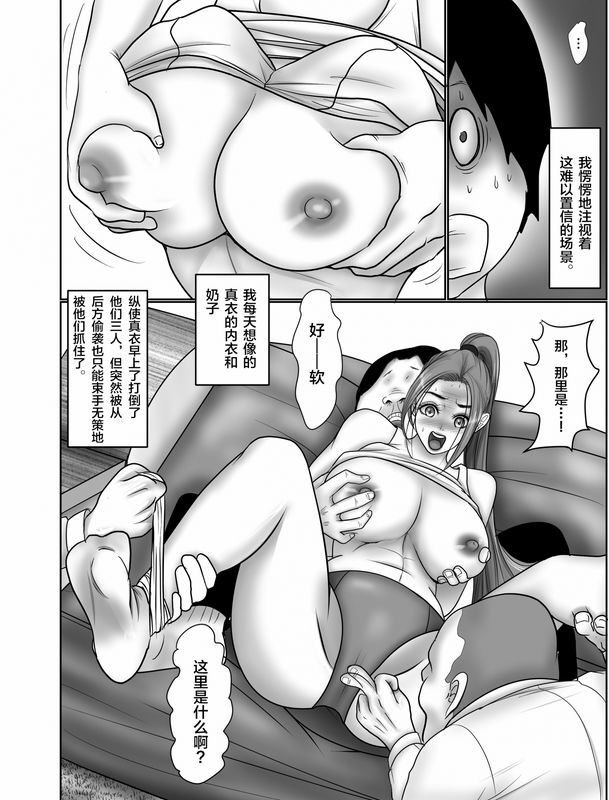 …
我愣愣地注视着
这难以置信的场景。
那，那里是…！
好——软
我每天想像的
真衣的内衣和
奶子
纵使真衣早上了打倒了
他们三人，但突然被从
后方偷袭也只能束手无策地
被他们抓住了。
这里是什么啊？